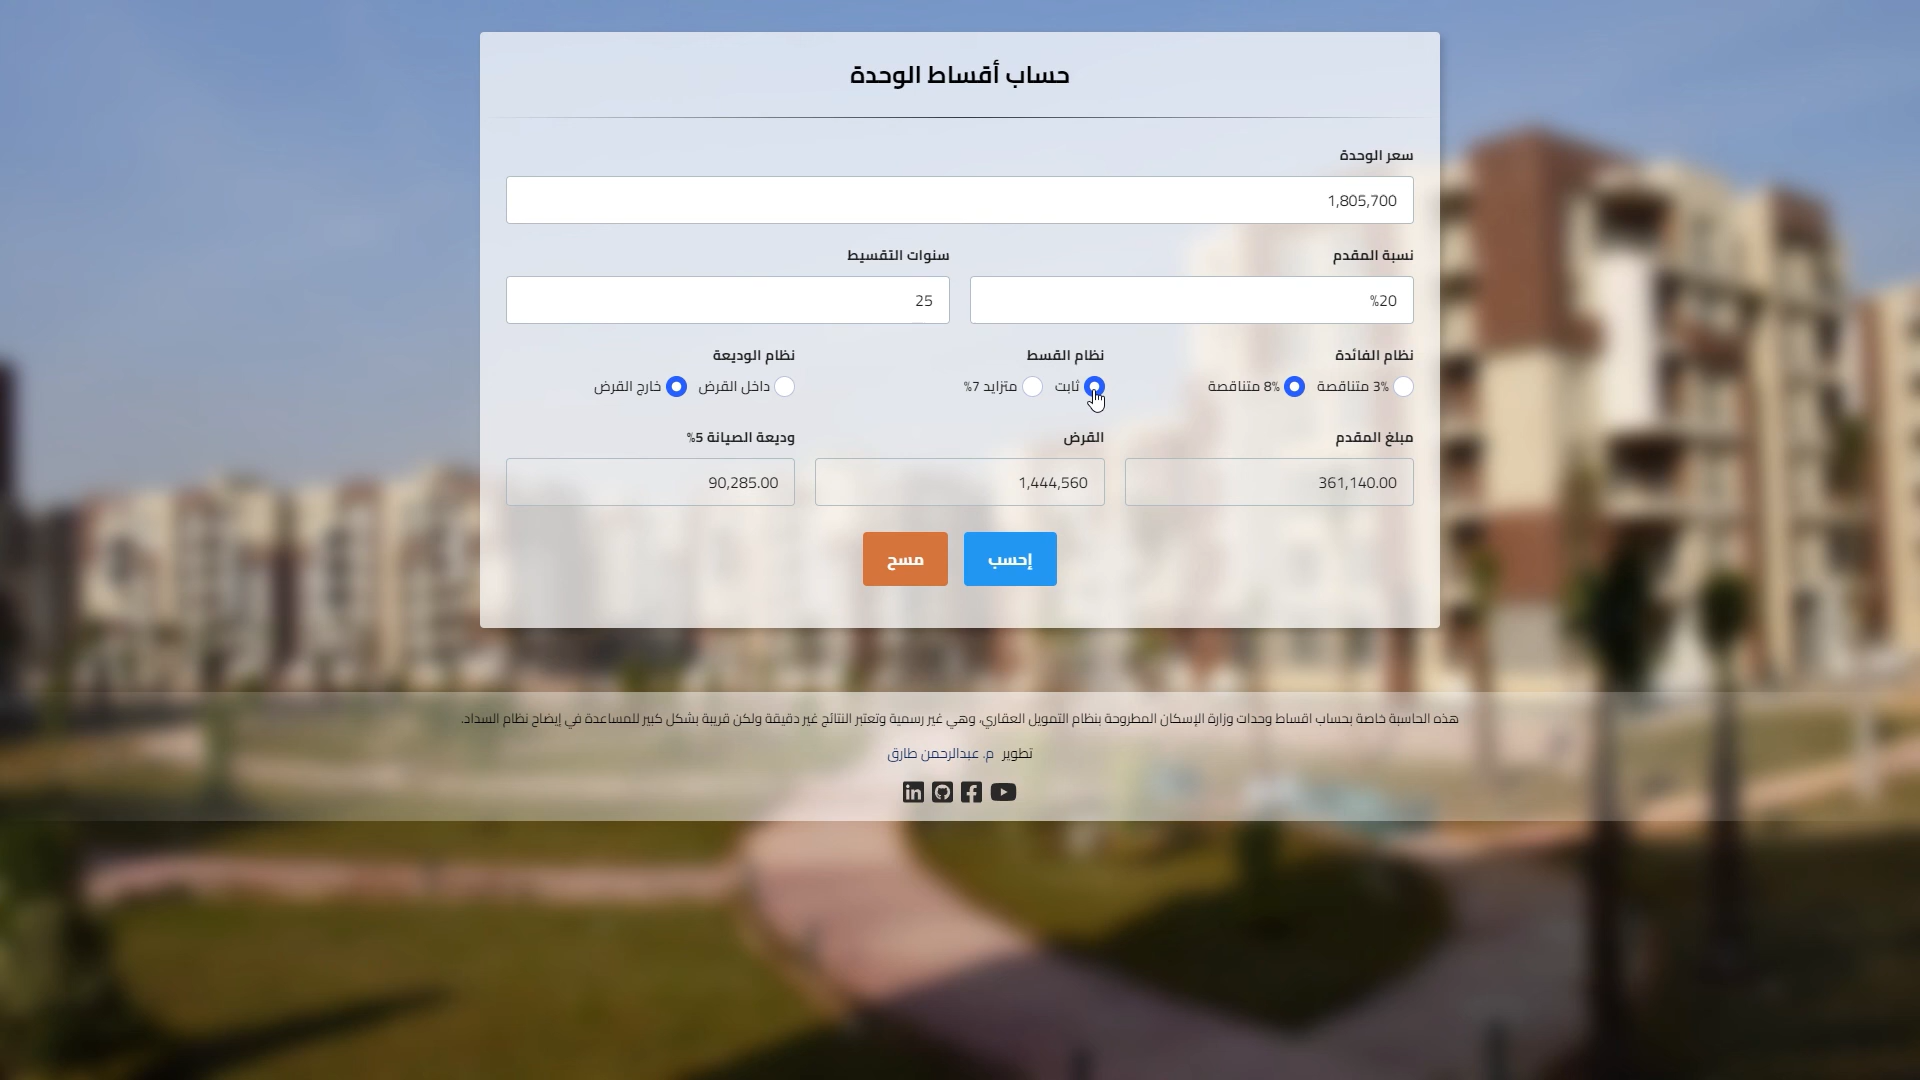 حساب أقساط الوحدة
سعر الوحدة
1,805,700
نسبة المقدم
سنوات التقسيط
%20
25
نظام الفائدة
نظام القسط
نظام الوديعة
3% متناقصة
8% متناقصة
ثابت
متزايد 7%
داخل القرض
خارج القرض
مبلغ المقدم
القرض
وديعة الصيانة 5%
361,140.00
1,444,560
90,285.00
إحسب
مسح
هذه الحاسبة خاصة بحساب اقساط وحدات وزارة الإسكان المطروحة بنظام التمويل العقاري، وهي غير رسمية وتعتبر النتائج غير دقيقة ولكن قريبة بشكل كبير للمساعدة في إيضاح نظام السداد.
تطوير م. عبدالرحمن طارق